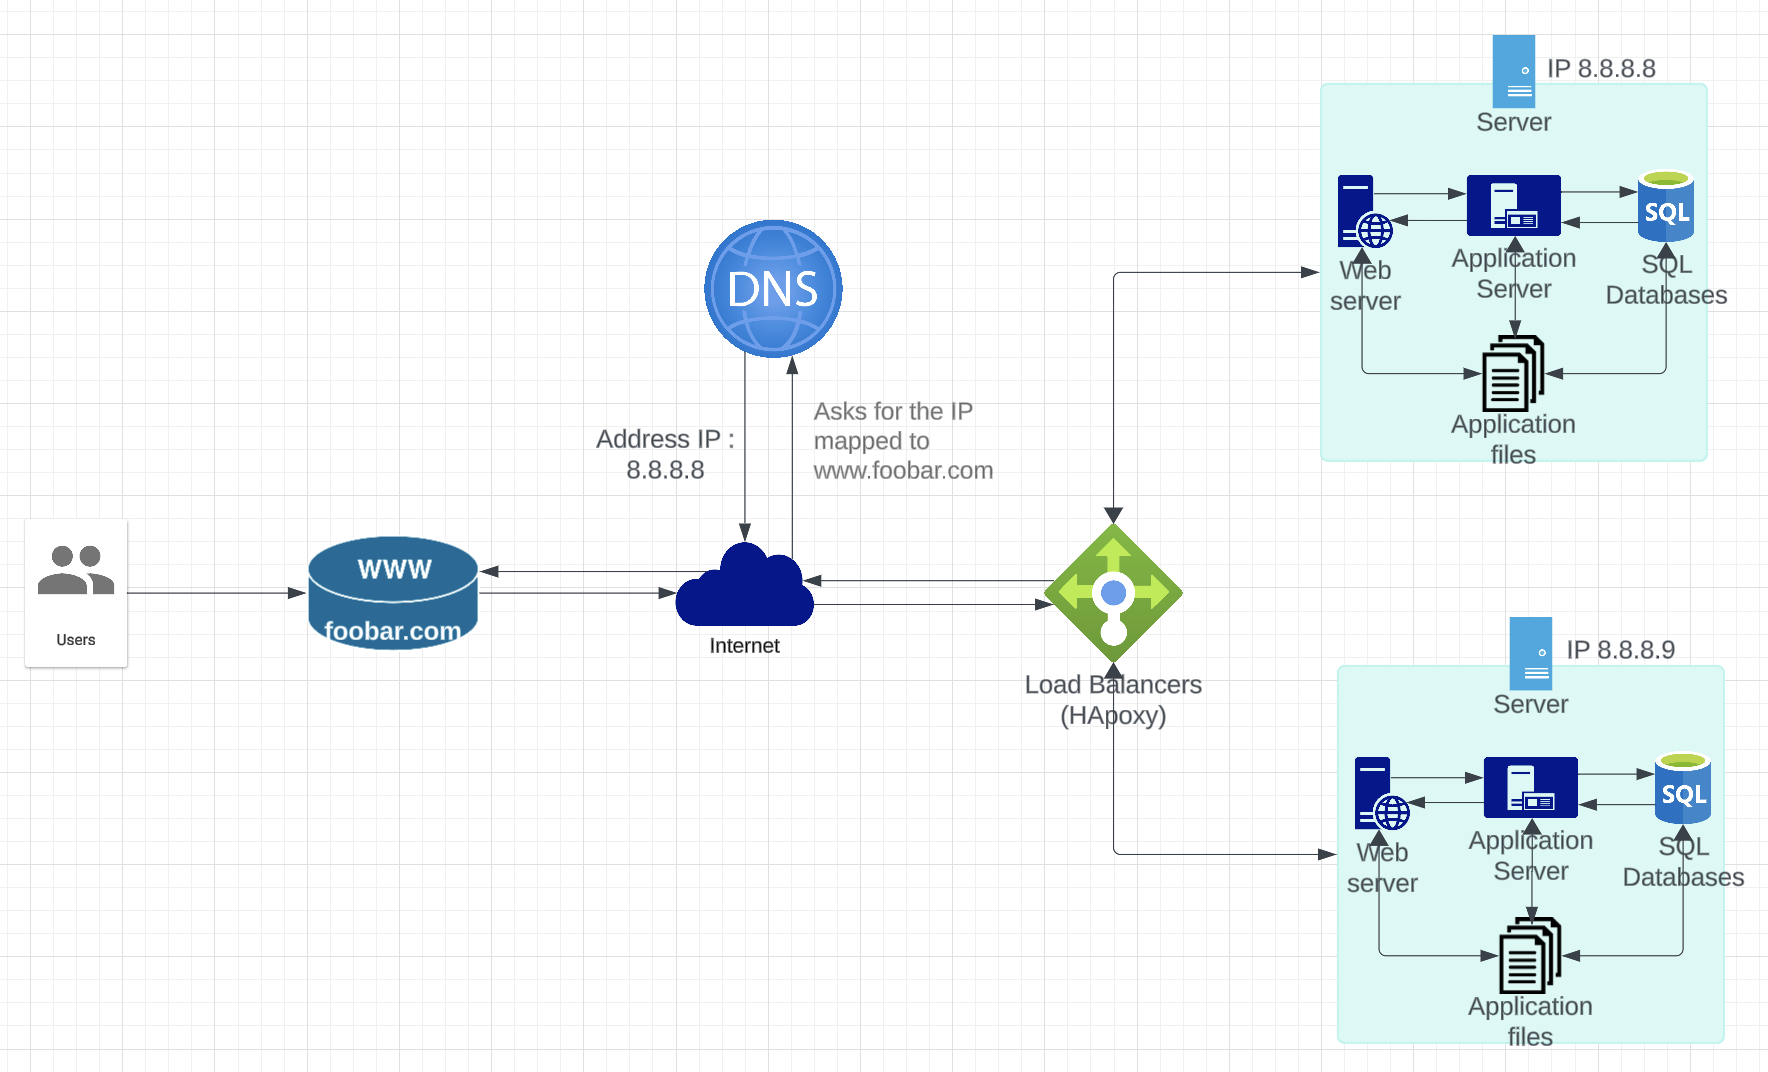 IP 8.8.8.8
Server
SQL
Web
server
Application
Server
SQL
Databases
Application
files
DNS
Address IP :
8.8.8.8
Asks for the IP
mapped to
www.foobar.com
Users
WWW
foobar.com
Internet
Load Balancers
(HApoxy)
IP 8.8.8.9
Server
SQL
Web
server
Application
Server
SQL
Databases
Application
files